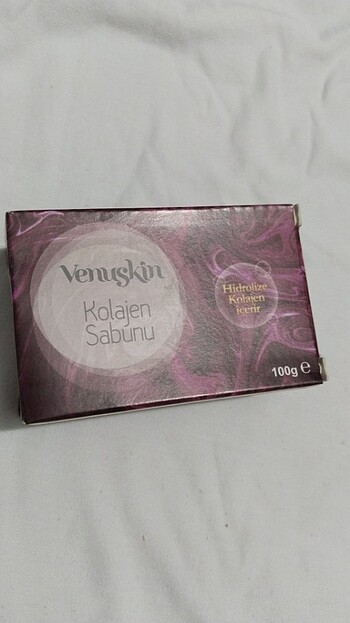 Venuskin
Kolajen
Sabunu
Hidrolize
Kolajen
içerir
100g ℮